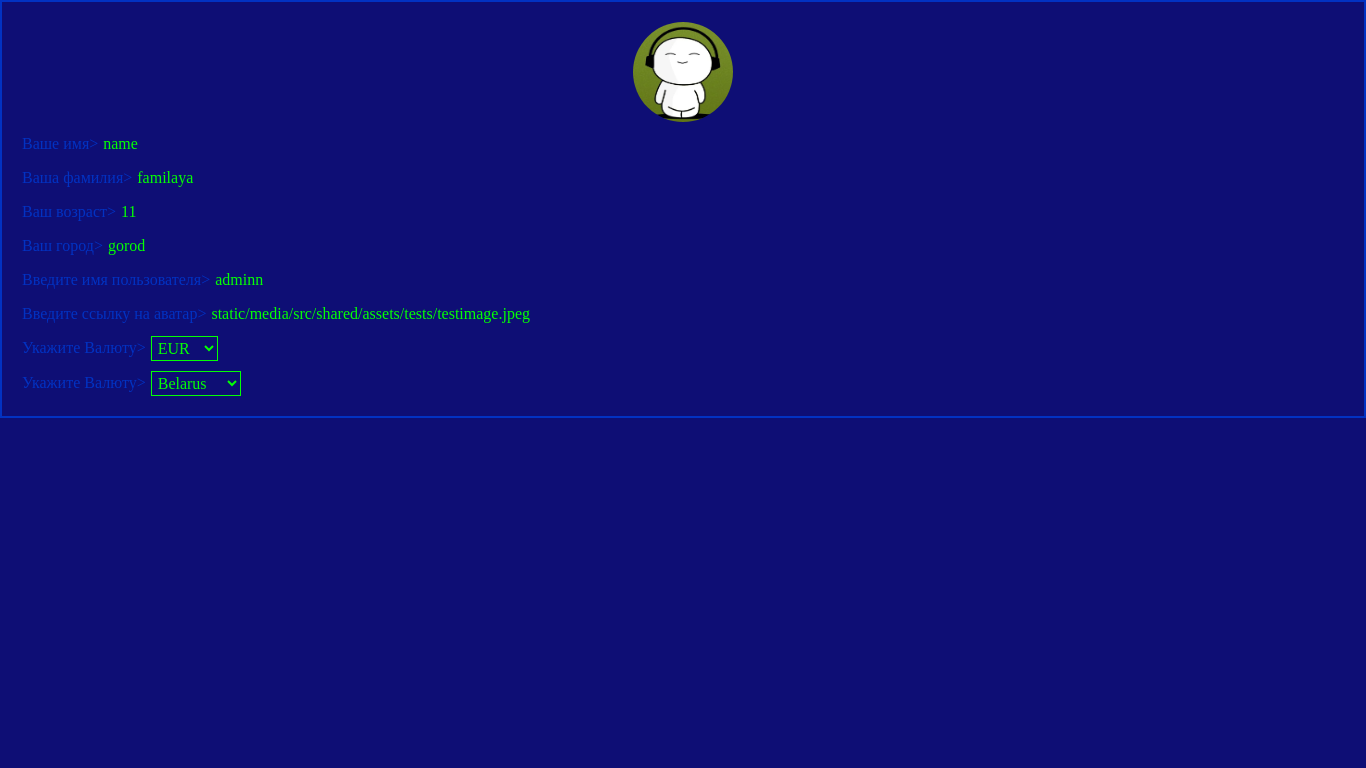 Ваше имя> name
Ваша фамилия> familaya
Ваш возраст> 11
Ваш город> gorod
Введите имя пользователя> adminn
Введите ссылку на аватар> static/media/src/shared/assets/tests/testimage.jpeg
Укажите Валюту> EUR
Укажите Валюту> Belarus